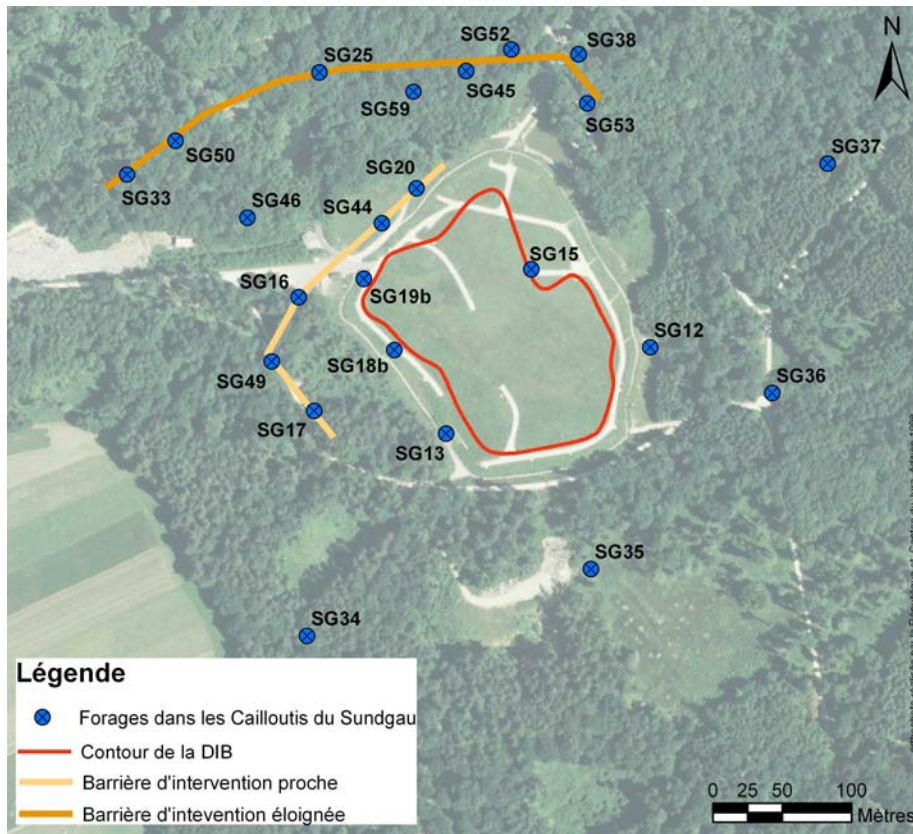 SG52
SG38
N
SG25
SG45
SG59
SG53
SG50
SG37
SG20
SG33
SG46
SG44
SG15
SG16
SG19b
SG12
SG18b
SG49
SG36
SG17
SG13
SG35
SG34
Légende
Forages dans les Cailloutis du Sundgau
Contour de la DIB
Barrière d'intervention proche
Barrière d'intevention éloignée
0 25 50 100
Mètres